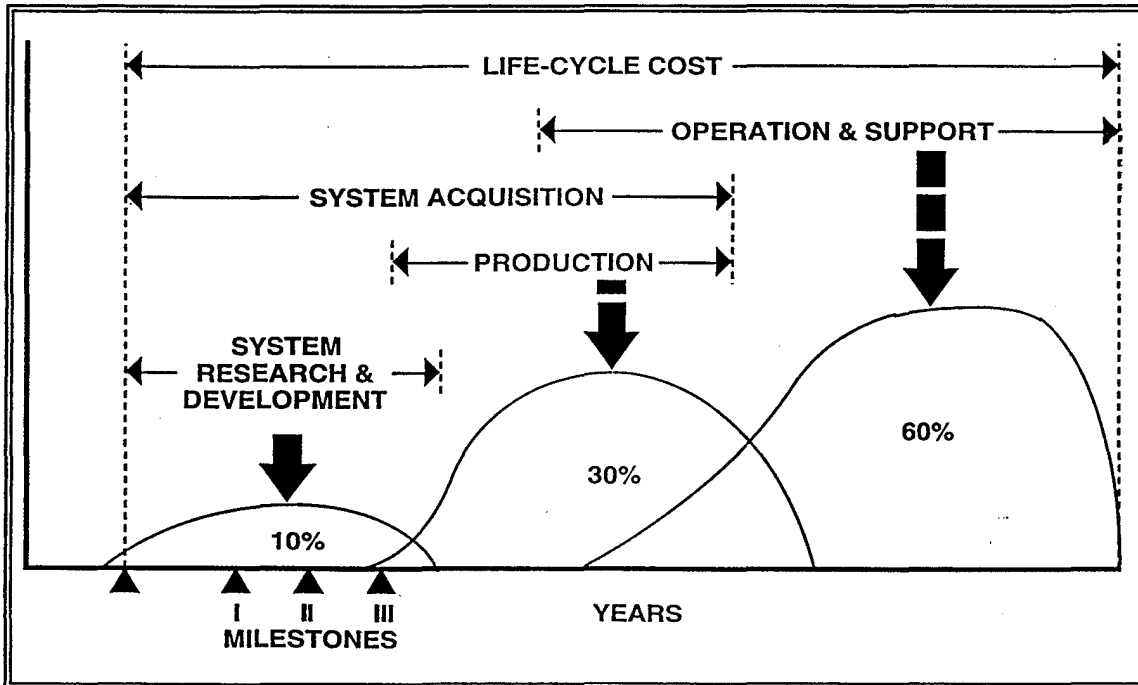 LIFE-CYCLE COST
OPERATION & SUPPORT
SYSTEM ACQUISITION
PRODUCTION
SYSTEM
RESEARCH &
DEVELOPMENT
60%
30%
10%
I II III
YEARS
MILESTONES